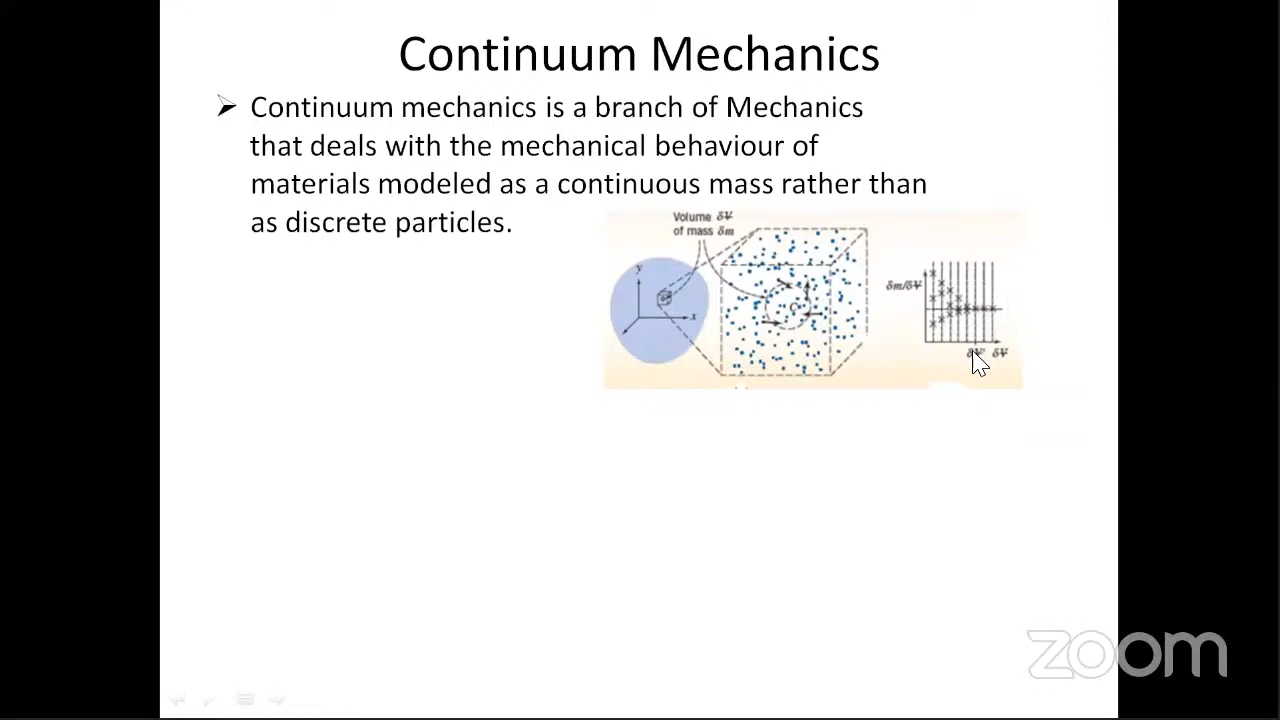 Continuum Mechanics
➢ Continuum mechanics is a branch of Mechanics
that deals with the mechanical behaviour of
materials modeled as a continuous mass rather than
as discrete particles.
Volume δV
of mass δm
y
x
C
δm/δV
δV' δV
zoom